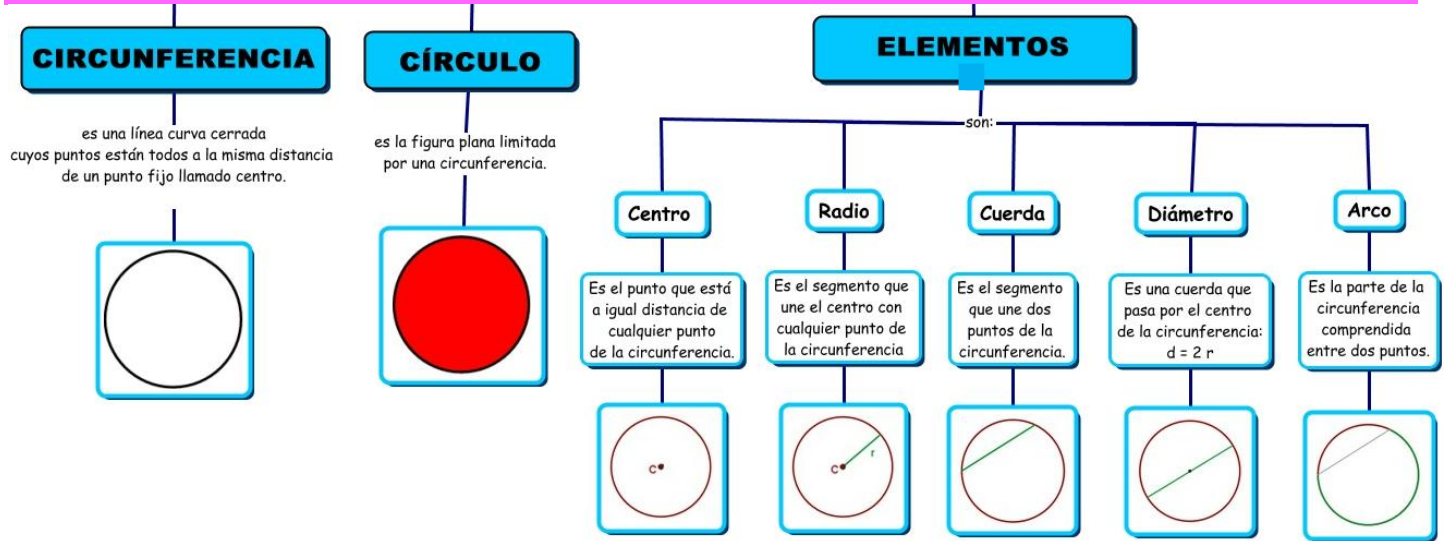 CIRCUNFERENCIA
es una línea curva cerrada
cuyos puntos están todos a la misma distancia
de un punto fijo llamado centro.
CÍRCULO
es la figura plana limitada
por una circunferencia.
ELEMENTOS
son:
Centro
Es el punto que está
a igual distancia de
cualquier punto
de la circunferencia.
C
Radio
Es el segmento que
une el centro con
cualquier punto de
la circunferencia
C
r
Cuerda
Es el segmento
que une dos
puntos de la
circunferencia.
Diámetro
Es una cuerda que
pasa por el centro
de la circunferencia:
d = 2 r
Arco
Es la parte de la
circunferencia
comprendida
entre dos puntos.